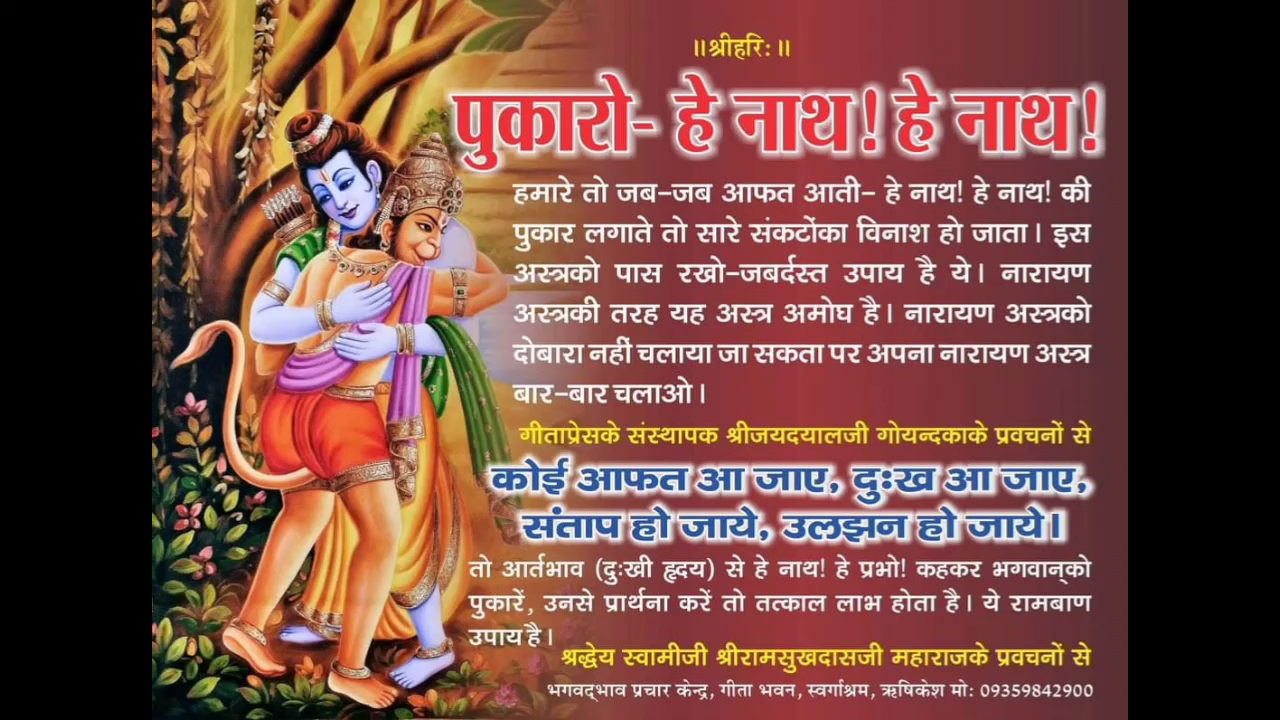 ॥श्रीहरि:॥
पुकारो- हे नाथ! हे नाथ!
हमारे तो जब-जब आफत आती- हे नाथ! हे नाथ! की
पुकार लगाते तो सारे संकटोंका विनाश हो जाता। इस
अस्त्रको पास रखो-जबर्दस्त उपाय है ये। नारायण
अस्त्रकी तरह यह अस्त्र अमोघ है। नारायण अस्त्रको
दोबारा नहीं चलाया जा सकता पर अपना नारायण अस्त्र
बार-बार चलाओ।
गीताप्रेसके संस्थापक श्रीजयदयालजी गोयन्दकाके प्रवचनों से
कोई आफत आ जाए, दुःख आ जाए,
संताप हो जाये, उलझन हो जाये।
तो आर्तभाव (दुःखी हृदय) से हे नाथ! हे प्रभो! कहकर भगवान्‌को
पुकारें, उनसे प्रार्थना करें तो तत्काल लाभ होता है। ये रामबाण
उपाय है।
श्रद्धेय स्वामीजी श्रीरामसुखदासजी महाराजके प्रवचनों से
भगवद्भाव प्रचार केन्द्र, गीता भवन, स्वर्गाश्रम, ऋषिकेश मो: 09359842900